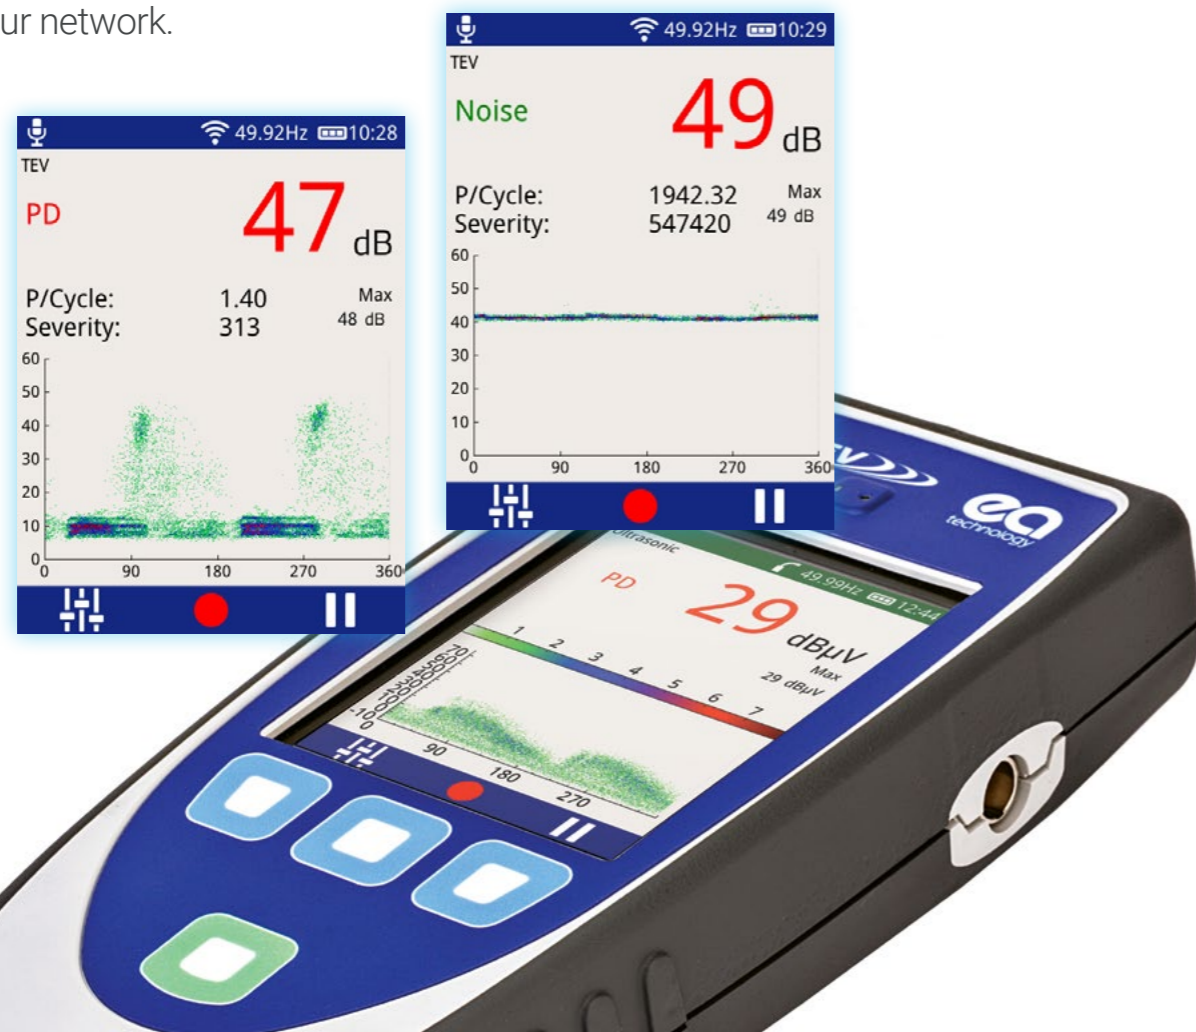 ur network.
49.92Hz 10:28
TEV
PD
47 dB
P/Cycle: 1.40 Max
Severity: 313 48 dB
60
50
40
30
20
10
0
0 90 180 270 360
49.92Hz 10:29
TEV
Noise
49 dB
P/Cycle: 1942.32 Max
Severity: 547420 49 dB
60
50
40
30
20
10
0
0 90 180 270 360
ea
technology
Ultrasonic
49.99Hz 12:44
PD
29 dBµV
Max
29 dBµV
1 2 3 4 5 6 7
70
-10
0 90 180 270